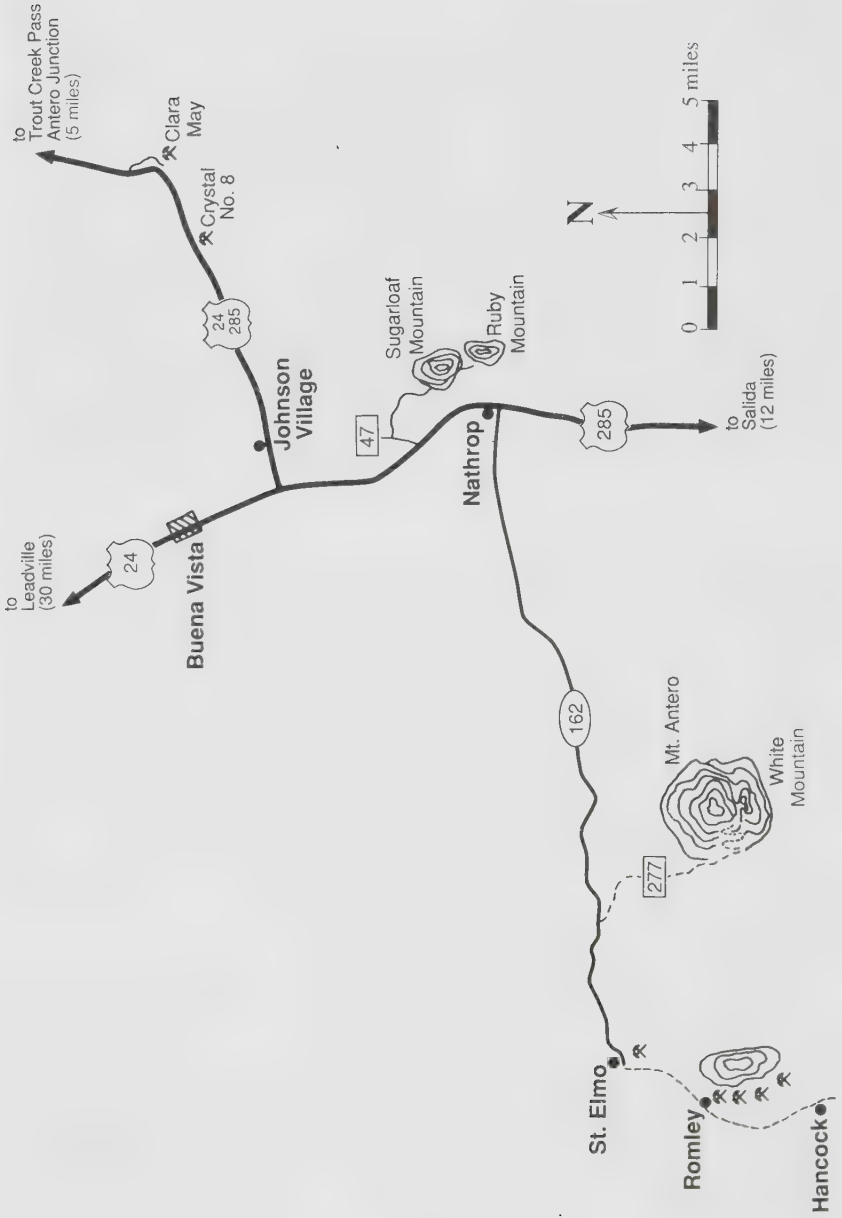 to
Trout Creek Pass
Antero Junction
(5 miles)
Clara
May
Crystal
No. 8
24
285
to
Leadville
(30 miles)
24
Buena Vista
Johnson
Village
47
Sugarloaf
Mountain
Ruby
Mountain
N
0 1 2 3 4 5 miles
Nathrop
285
to
Salida
(12 miles)
162
Mt. Antero
White
Mountain
277
St. Elmo
Romley
Hancock